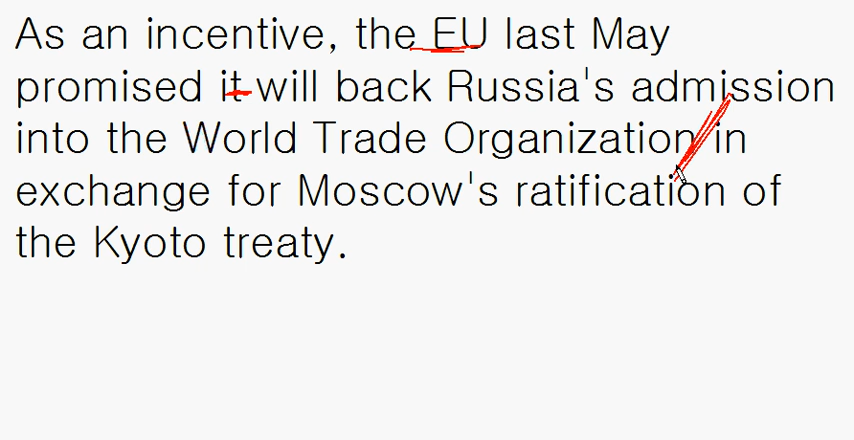 As an incentive, the EU last May
promised it will back Russia's admission
into the World Trade Organization in
exchange for Moscow's ratification of
the Kyoto treaty.